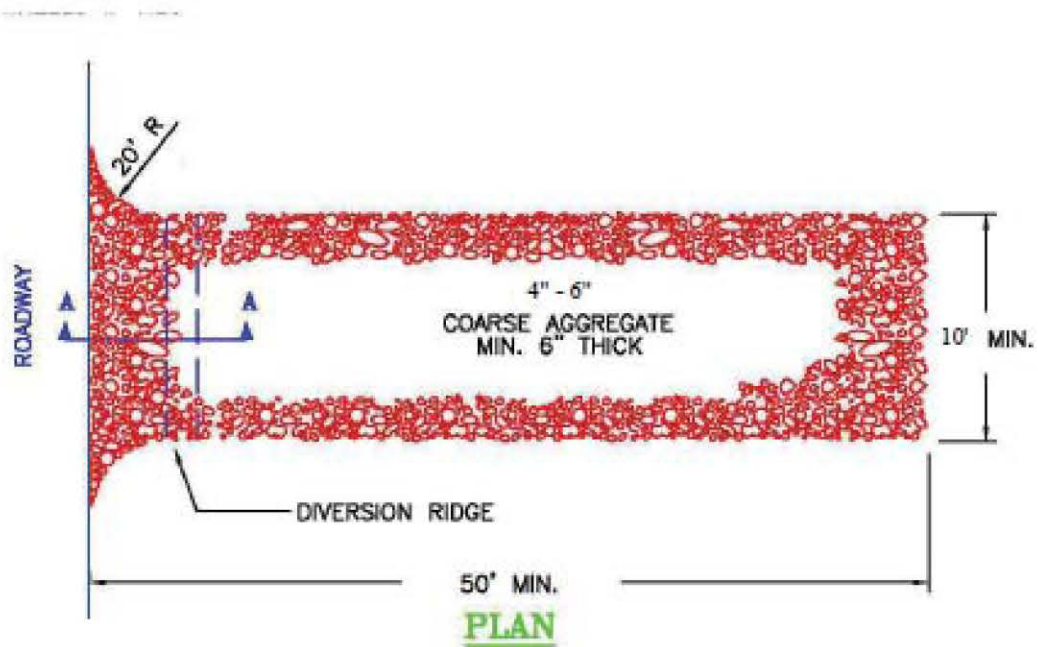 20' R
ROADWAY
A
A
4" - 6"
COARSE AGGREGATE
MIN. 6" THICK
10' MIN.
DIVERSION RIDGE
50' MIN.
PLAN